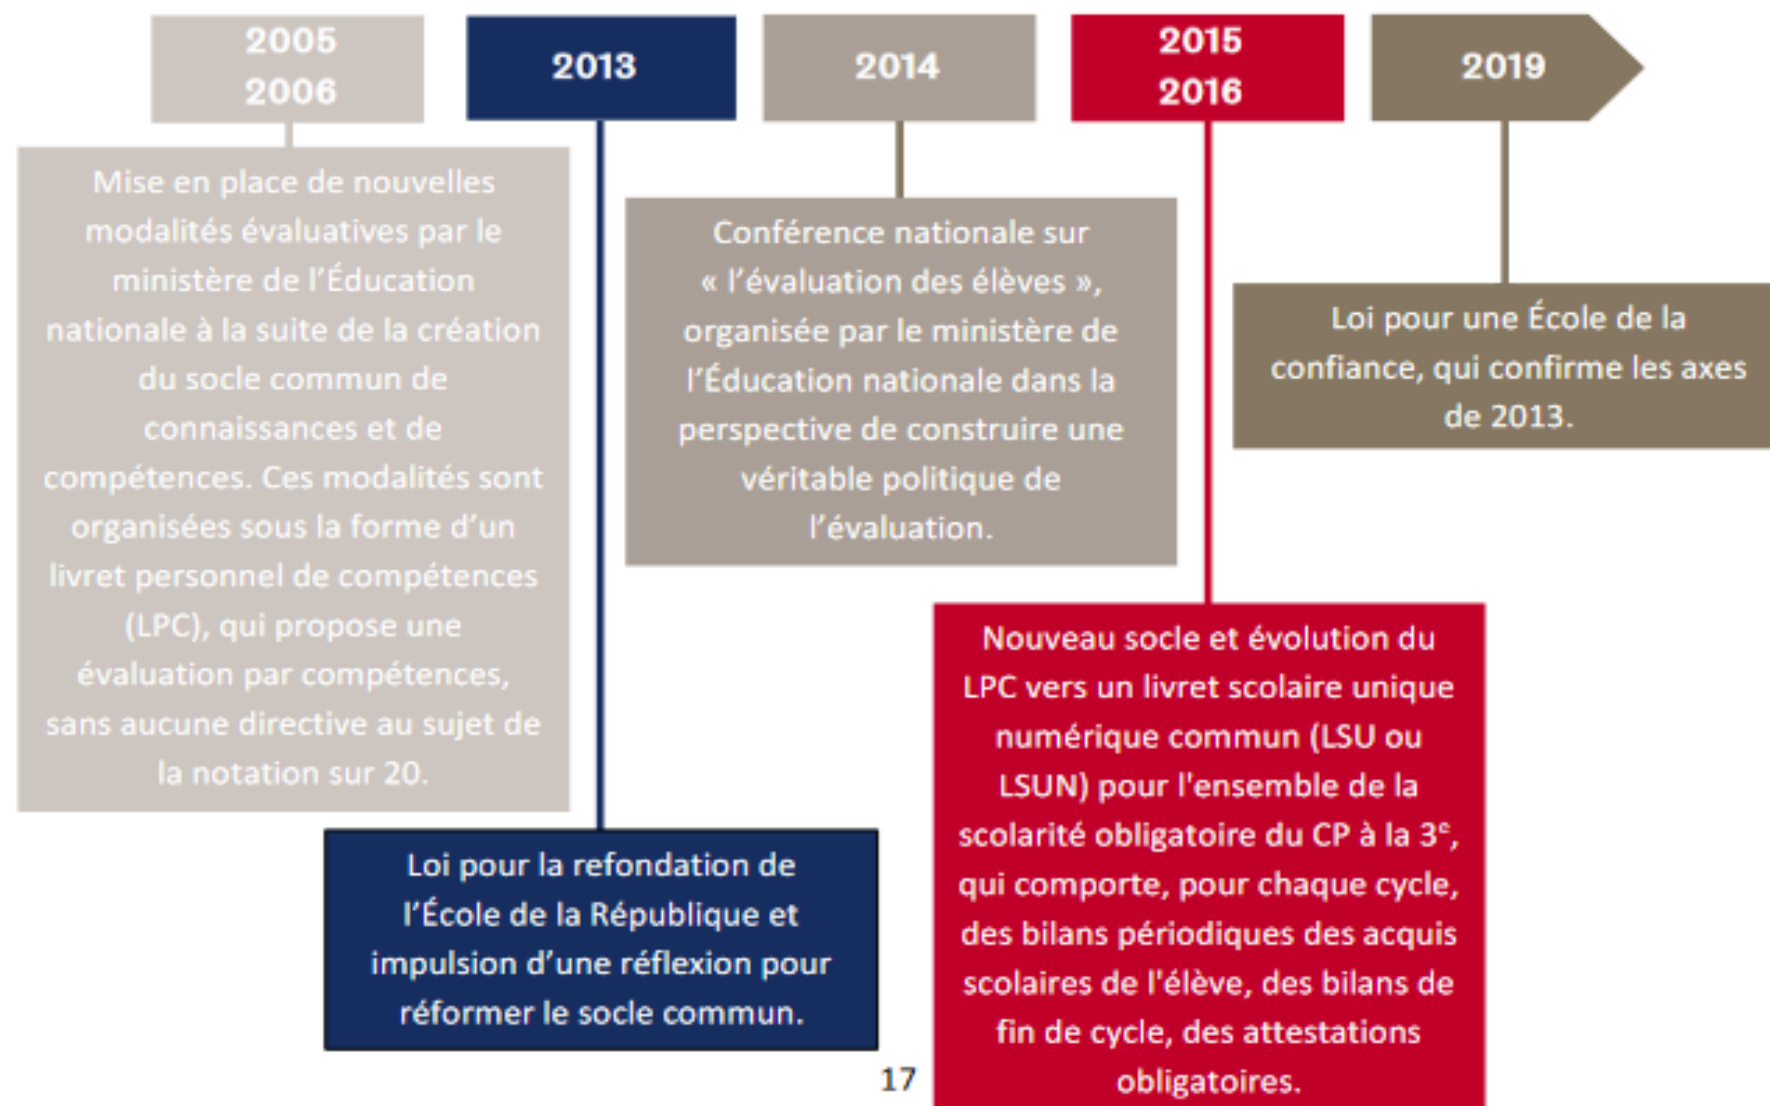 2005
2006
2013
2014
2015
2016
2019
Mise en place de nouvelles
modalités évaluatives par le
ministère de l’Éducation
nationale à la suite de la création
du socle commun de
connaissances et de
compétences. Ces modalités sont
organisées sous la forme d’un
livret personnel de compétences
(LPC), qui propose une
évaluation par compétences,
sans aucune directive au sujet de
la notation sur 20.
Loi pour la refondation de
l’École de la République et
impulsion d’une réflexion pour
réformer le socle commun.
Conférence nationale sur
« l’évaluation des élèves »,
organisée par le ministère de
l’Éducation nationale dans la
perspective de construire une
véritable politique de
l’évaluation.
Nouveau socle et évolution du
LPC vers un livret scolaire unique
numérique commun (LSU ou
LSUN) pour l'ensemble de la
scolarité obligatoire du CP à la 3ᵉ,
qui comporte, pour chaque cycle,
des bilans périodiques des acquis
scolaires de l'élève, des bilans de
fin de cycle, des attestations
obligatoires.
Loi pour une École de la
confiance, qui confirme les axes
de 2013.
17